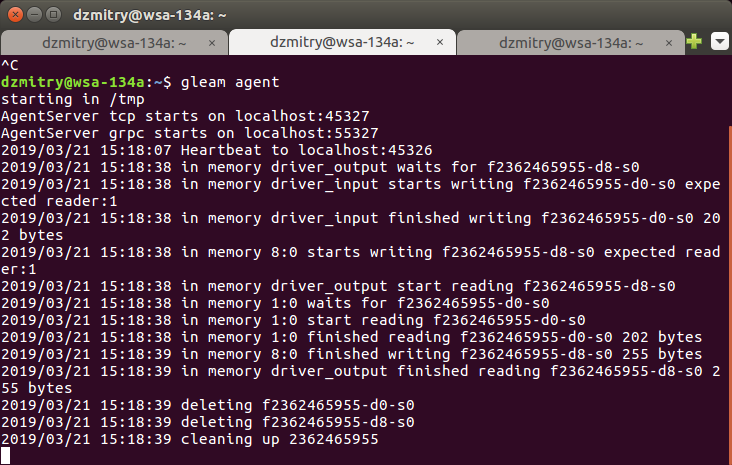 dzmitry@wsa-134a: ~
dzmitry@wsa-134a: ~ × dzmitry@wsa-134a: ~ × dzmitry@wsa-134a: ~ ×
^C
dzmitry@wsa-134a:~$ gleam agent
starting in /tmp
AgentServer tcp starts on localhost:45327
AgentServer grpc starts on localhost:55327
2019/03/21 15:18:07 Heartbeat to localhost:45326
2019/03/21 15:18:38 in memory driver_output waits for f2362465955-d8-s0
2019/03/21 15:18:38 in memory driver_input starts writing f2362465955-d0-s0 expe
cted reader:1
2019/03/21 15:18:38 in memory driver_input finished writing f2362465955-d0-s0 20
2 bytes
2019/03/21 15:18:38 in memory 8:0 starts writing f2362465955-d8-s0 expected read
er:1
2019/03/21 15:18:38 in memory driver_output start reading f2362465955-d8-s0
2019/03/21 15:18:38 in memory 1:0 waits for f2362465955-d0-s0
2019/03/21 15:18:38 in memory 1:0 start reading f2362465955-d0-s0
2019/03/21 15:18:38 in memory 1:0 finished reading f2362465955-d0-s0 202 bytes
2019/03/21 15:18:39 in memory 8:0 finished writing f2362465955-d8-s0 255 bytes
2019/03/21 15:18:39 in memory driver_output finished reading f2362465955-d8-s0 2
55 bytes
2019/03/21 15:18:39 deleting f2362465955-d0-s0
2019/03/21 15:18:39 deleting f2362465955-d8-s0
2019/03/21 15:18:39 cleaning up 2362465955